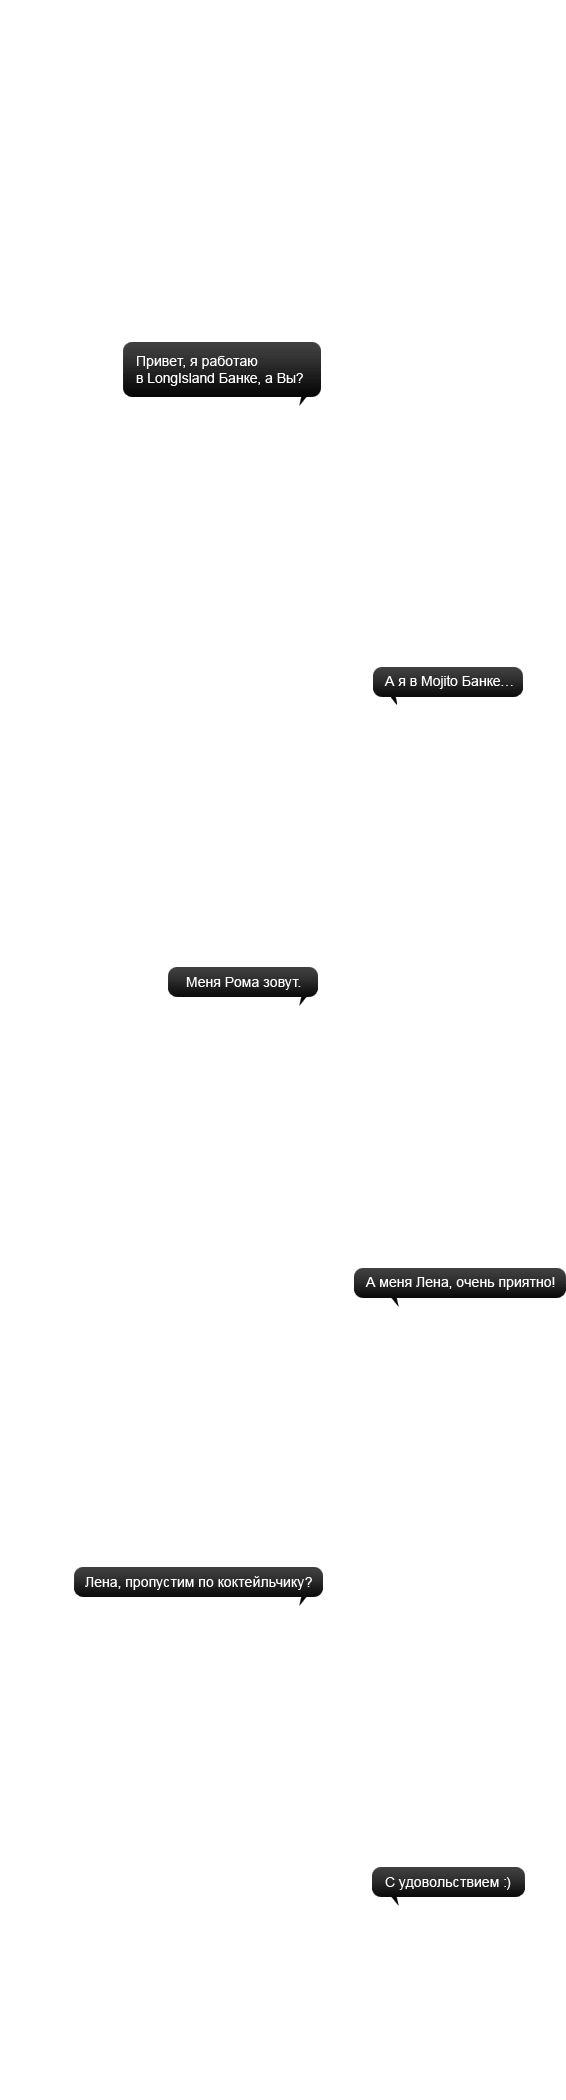 Привет, я работаю
в LongIsland Банке, а Вы?
А я в Mojito Банке...
Меня Рома зовут.
А меня Лена, очень приятно!
Лена, пропустим по коктейльчику?
С удовольствием :)